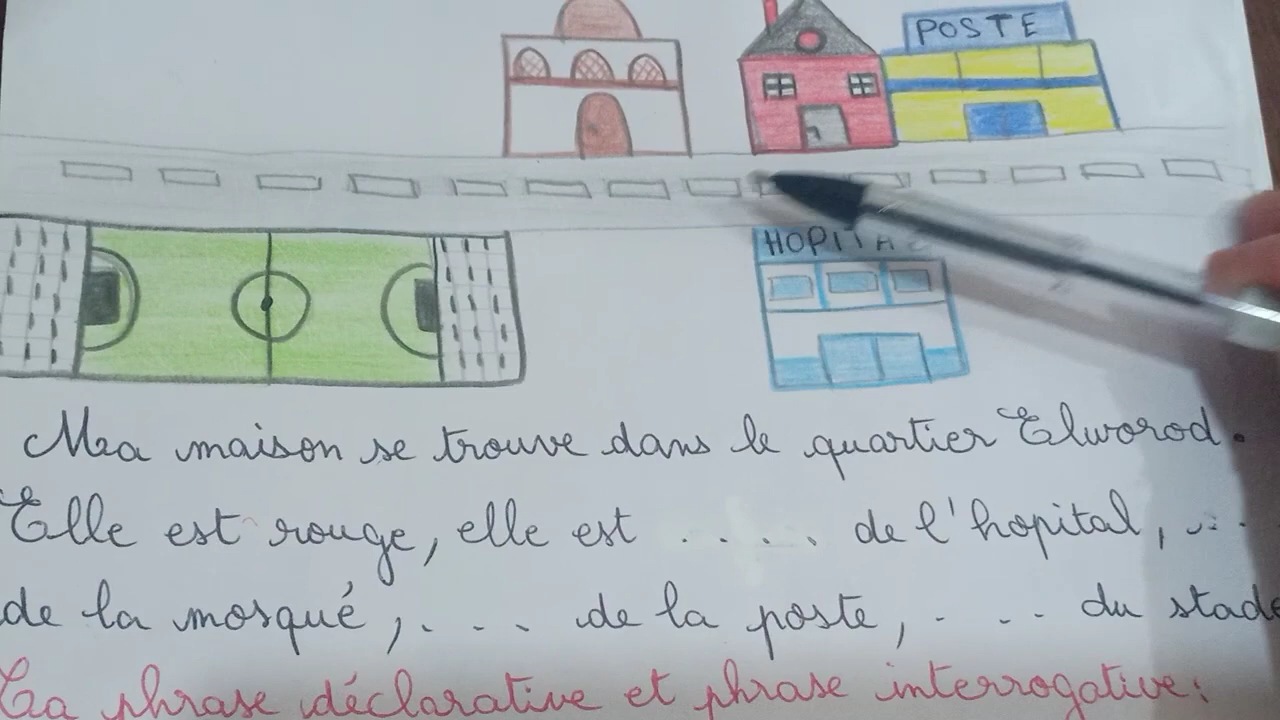 POSTE
HOPITAL
Ma maison se trouve dans le quartier Elworod.
Elle est rouge, elle est . . . . de l'hopital, . . .
de la mosqué, . . . . de la poste, . . . . du stade
La phrase déclarative et phrase interrogative: